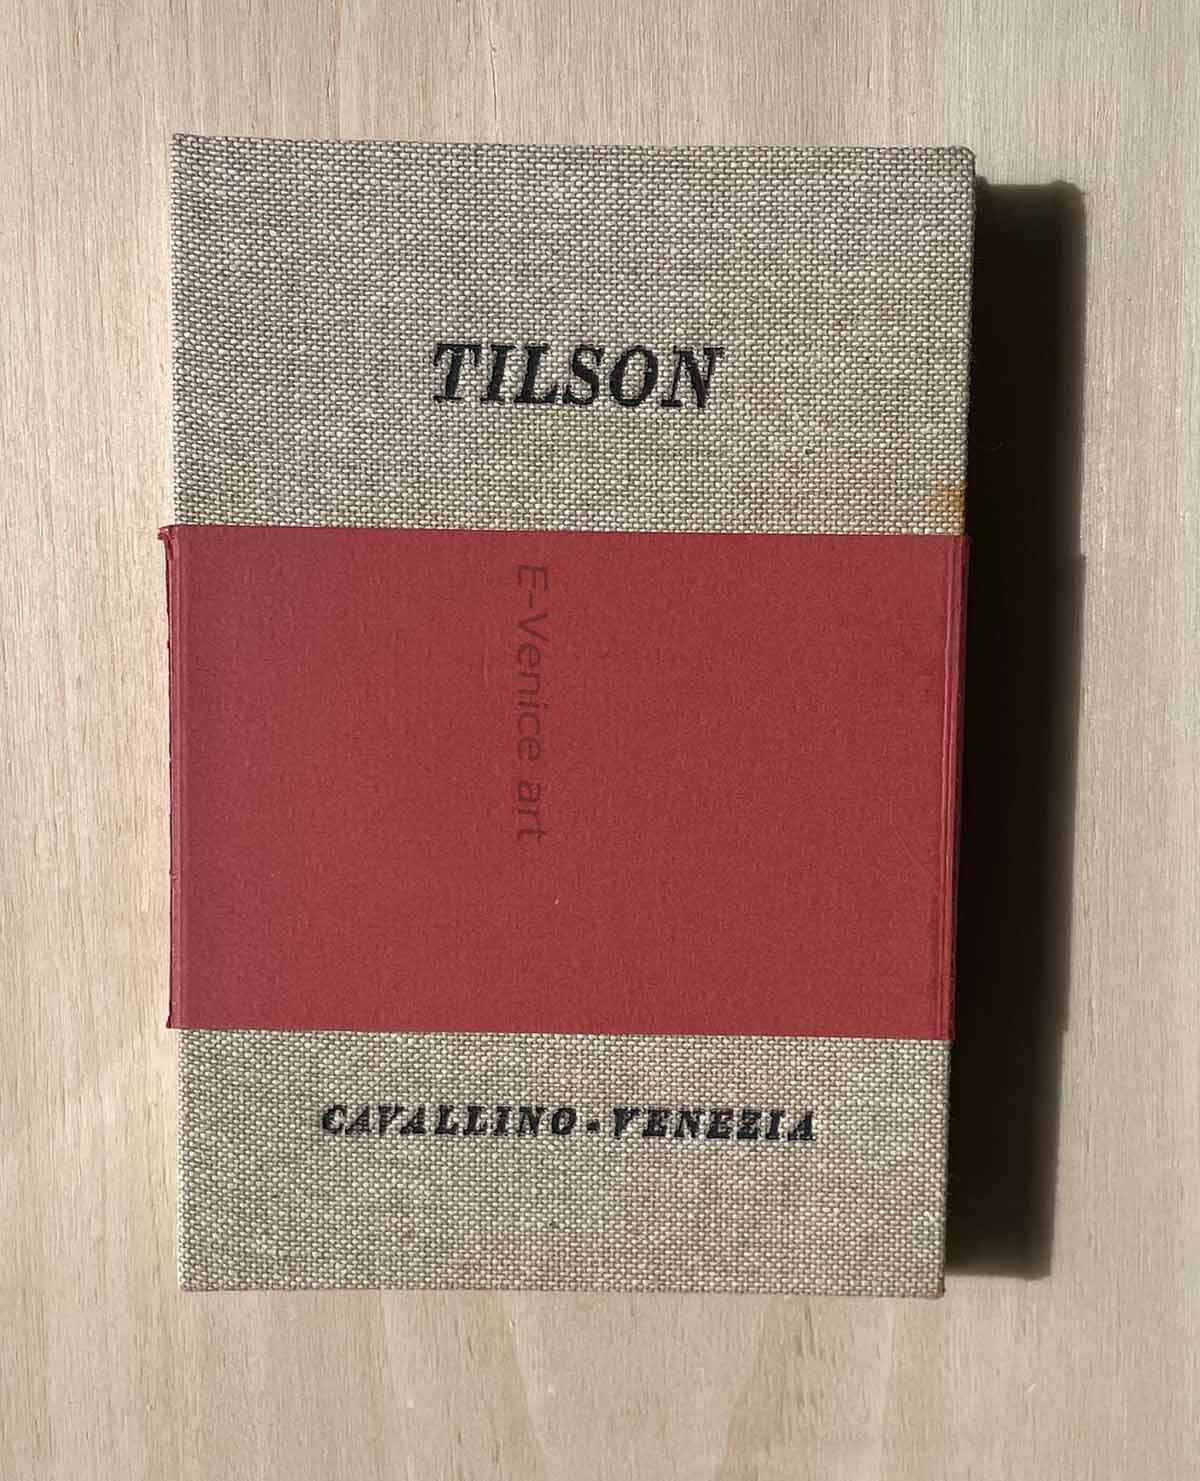 TILSON
E-Venice art
CAVALLINO - VENEZIA